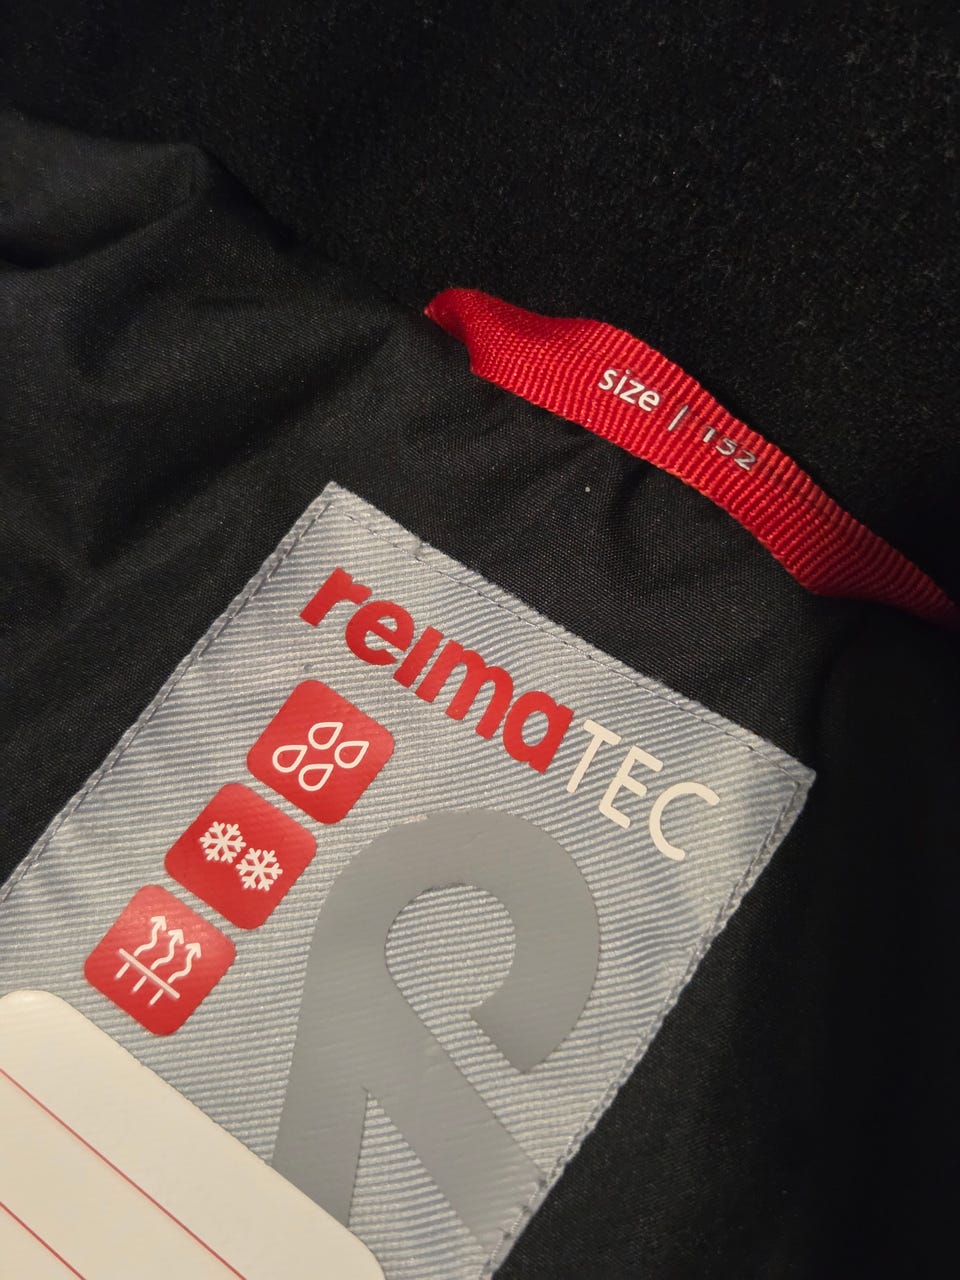 size | 152
reimaTEC